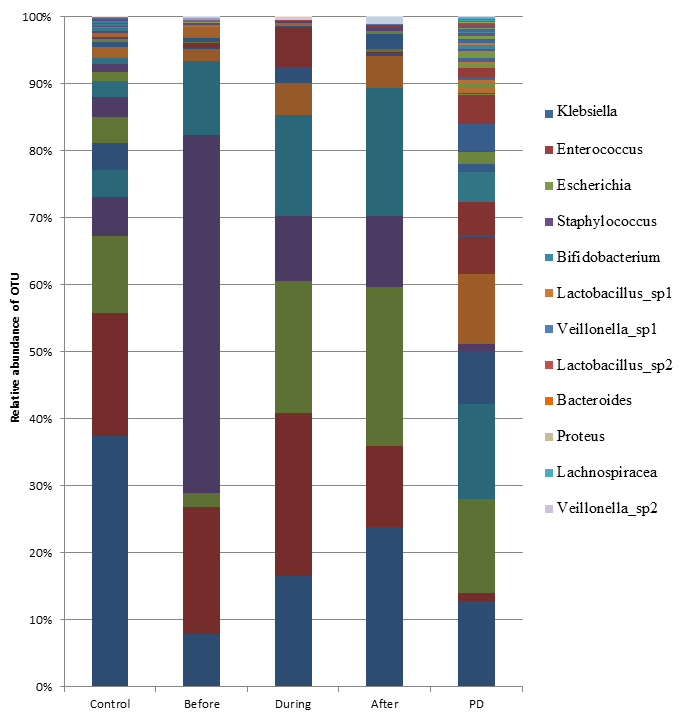 100%
90%
80%
70%
60%
50%
40%
30%
20%
10%
0%
Relative abundance of OTU
Control Before During After PD
Klebsiella
Enterococcus
Escherichia
Staphylococcus
Bifidobacterium
Lactobacillus_sp1
Veillonella_sp1
Lactobacillus_sp2
Bacteroides
Proteus
Lachnospiracea
Veillonella_sp2